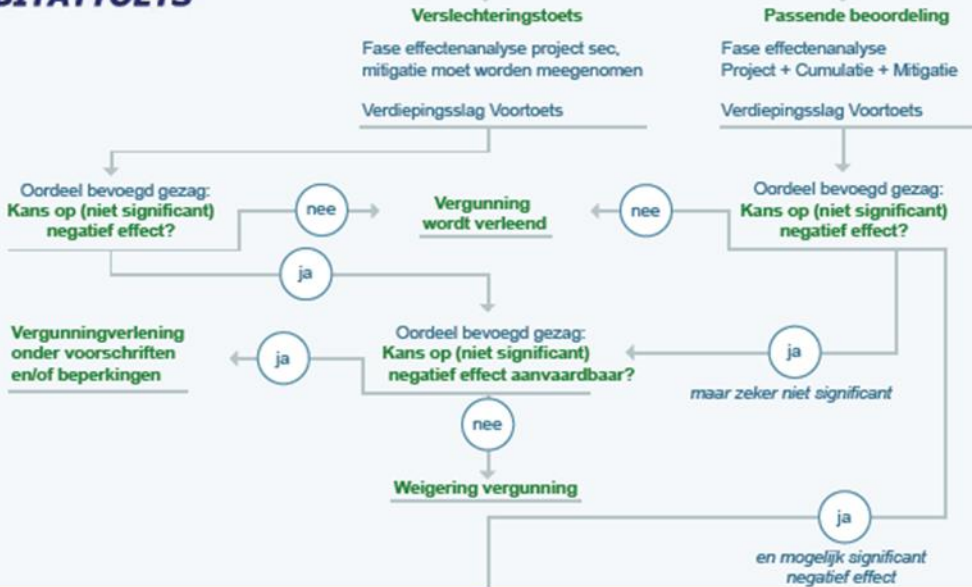 Verslechteringstoets
Fase effectenanalyse project sec,
mitigatie moet worden meegenomen
Verdiepingsslag Voortoets
Passende beoordeling
Fase effectenanalyse
Project + Cumulatie + Mitigatie
Verdiepingsslag Voortoets
Oordeel bevoegd gezag:
Kans op (niet significant)
negatief effect?
nee
Vergunning
wordt verleend
nee
Oordeel bevoegd gezag:
Kans op (niet significant)
negatief effect?
ja
Vergunningverlening
onder voorschriften
en/of beperkingen
ja
Oordeel bevoegd gezag:
Kans op (niet significant)
negatief effect aanvaardbaar?
ja
maar zeker niet significant
nee
Weigering vergunning
ja
en mogelijk significant
negatief effect